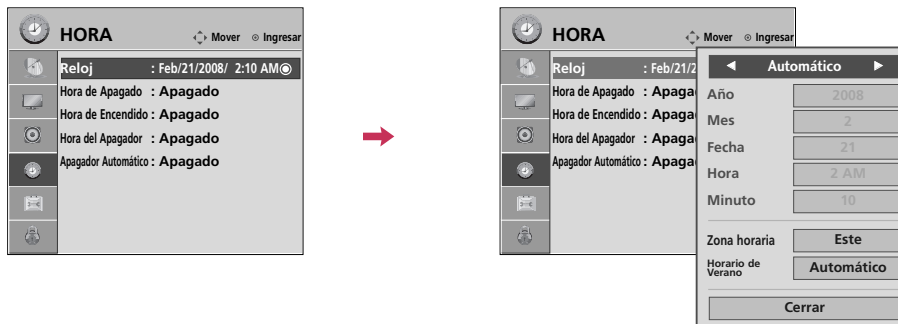 HORA
Mover
Ingresar
Reloj : Feb/21/2008/ 2:10 AM
Hora de Apagado : Apagado
Hora de Encendido : Apagado
Hora del Apagador : Apagado
Apagador Automático : Apagado
HORA
Mover
Ingresar
Reloj : Feb/21/2
Hora de Apagado : Apaga
Hora de Encendido : Apaga
Hora del Apagador : Apaga
Apagador Automático : Apaga
◀ Automático ▶
Año 2008
Mes 2
Fecha 21
Hora 2 AM
Minuto 10
Zona horaria Este
Horario de
Verano Automático
Cerrar